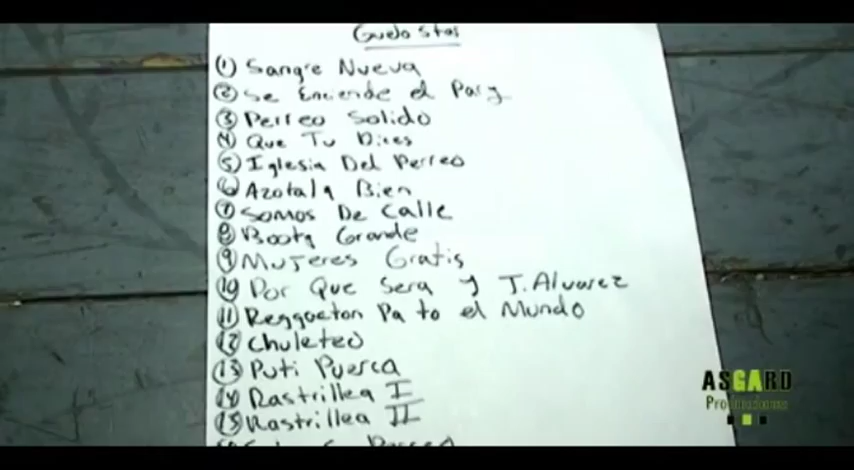 Guelo Star
① Sangre Nueva
② Se Enciende el Pary
③ Perreo Solido
④ Que Tu Dices
⑤ Iglesia Del Perreo
⑥ Azotala Bien
⑦ Somos De Calle
⑧ Booty Grande
⑨ Mujeres Gratis
⑩ Por Que Sera y T. Alvarez
⑪ Reggaeton Pa to el Mundo
⑫ Chuleteo
⑬ Puti Puerca
⑭ Rastrillea I
⑮ Rastrillea II
ASGARD
Producciones